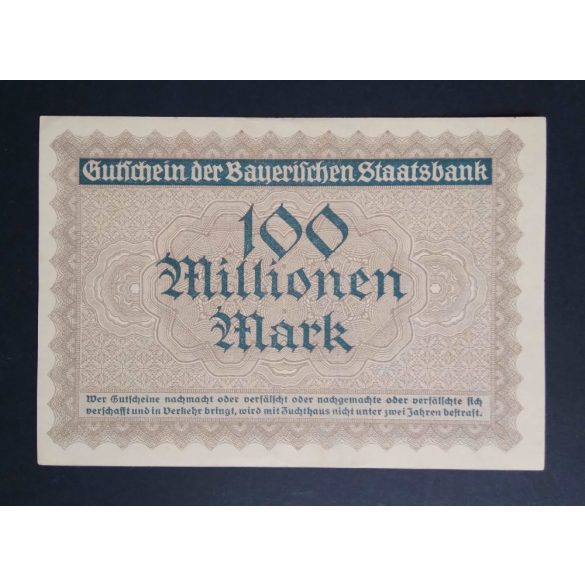 Gutschein der Bayerischen Staatsbank
100
Millionen
Mark
Wer Gutscheine nachmacht oder verfälscht oder nachgemachte oder verfälschte sich
verschafft und in Verkehr bringt, wird mit Zuchthaus nicht unter zwei Jahren bestraft.